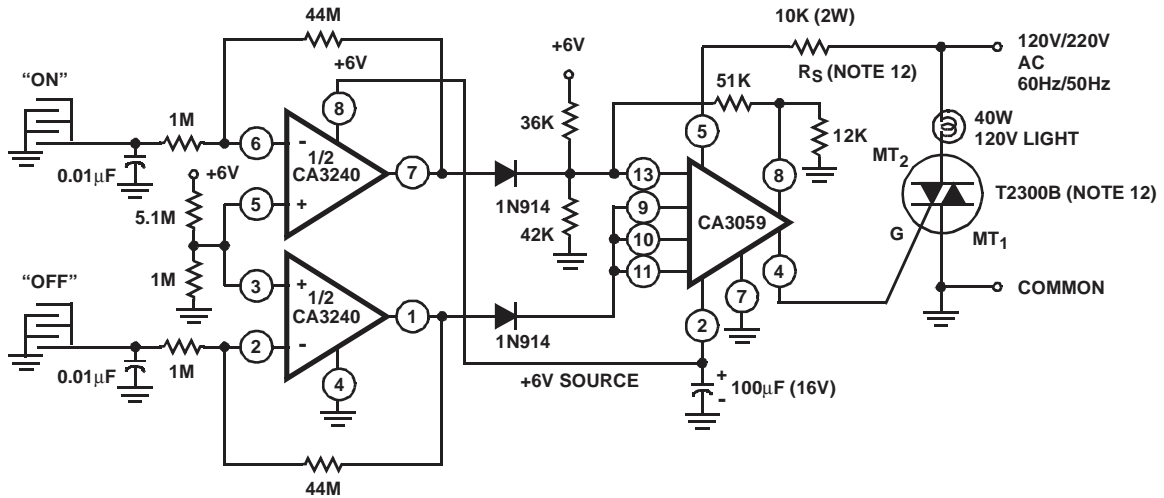 44M
+6V
"ON"
1M
6
-
8
1/2
CA3240
7
0.01µF
+6V
5
+
5.1M
1M
3
+
1/2
CA3240
1
"OFF"
2
-
1M
0.01µF
4
44M
+6V
36K
1N914
42K
1N914
+6V SOURCE
10K (2W)
RS (NOTE 12)
51K
12K
5
13
9
10
11
CA3059
8
4
7
2
+
-
100µF (16V)
120V/220V
AC
60Hz/50Hz
40W
120V LIGHT
MT2
T2300B (NOTE 12)
G
MT1
COMMON